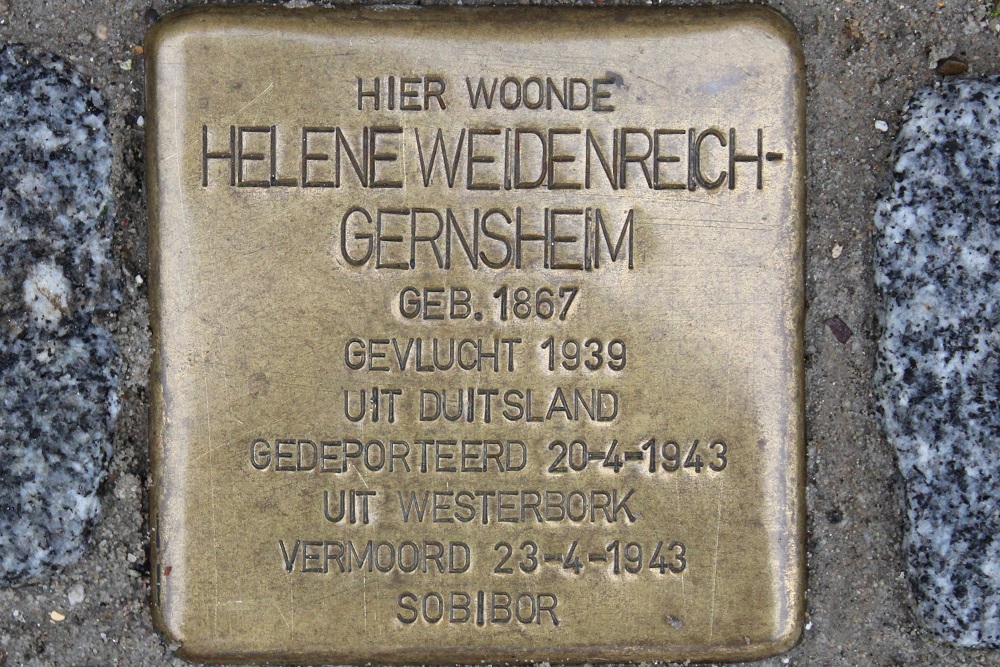 HIER WOONDE
HELENE WEIDENREICH-
GERNSHEIM
GEB. 1867
GEVLUCHT 1939
UIT DUITSLAND
GEDEPORTEERD 20-4-1943
UIT WESTERBORK
VERMOORD 23-4-1943
SOBIBOR